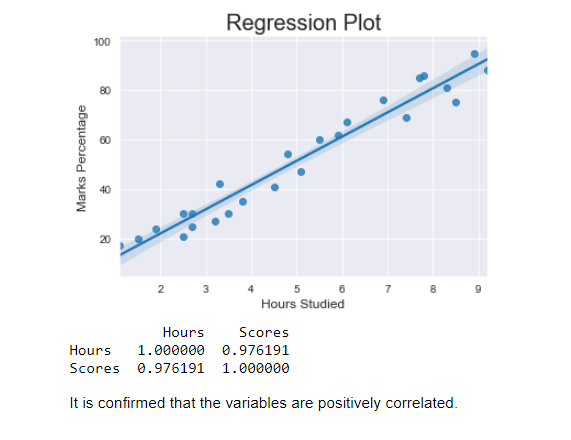 Regression Plot
100
80
60
40
20
Marks Percentage
2 3 4 5 6 7 8 9
Hours Studied
Hours Scores
Hours 1.000000 0.976191
Scores 0.976191 1.000000
It is confirmed that the variables are positively correlated.